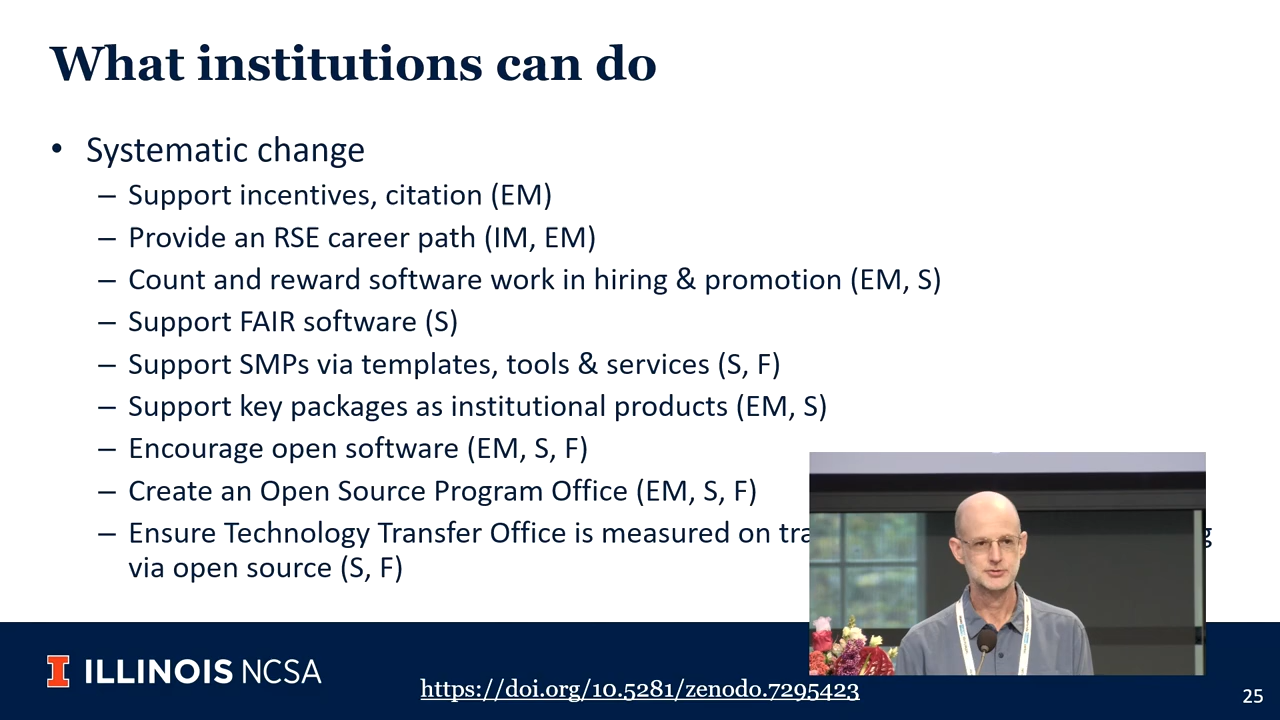 What institutions can do
• Systematic change
– Support incentives, citation (EM)
– Provide an RSE career path (IM, EM)
– Count and reward software work in hiring & promotion (EM, S)
– Support FAIR software (S)
– Support SMPs via templates, tools & services (S, F)
– Support key packages as institutional products (EM, S)
– Encourage open software (EM, S, F)
– Create an Open Source Program Office (EM, S, F)
– Ensure Technology Transfer Office is measured on
via open source (S, F)
I ILLINOIS NCSA
https://doi.org/10.5281/zenodo.7295423
25